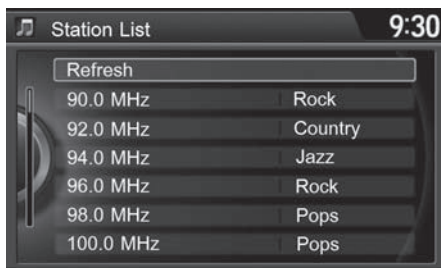 Station List 9:30
Refresh
90.0 MHz Rock
92.0 MHz Country
94.0 MHz Jazz
96.0 MHz Rock
98.0 MHz Pops
100.0 MHz Pops